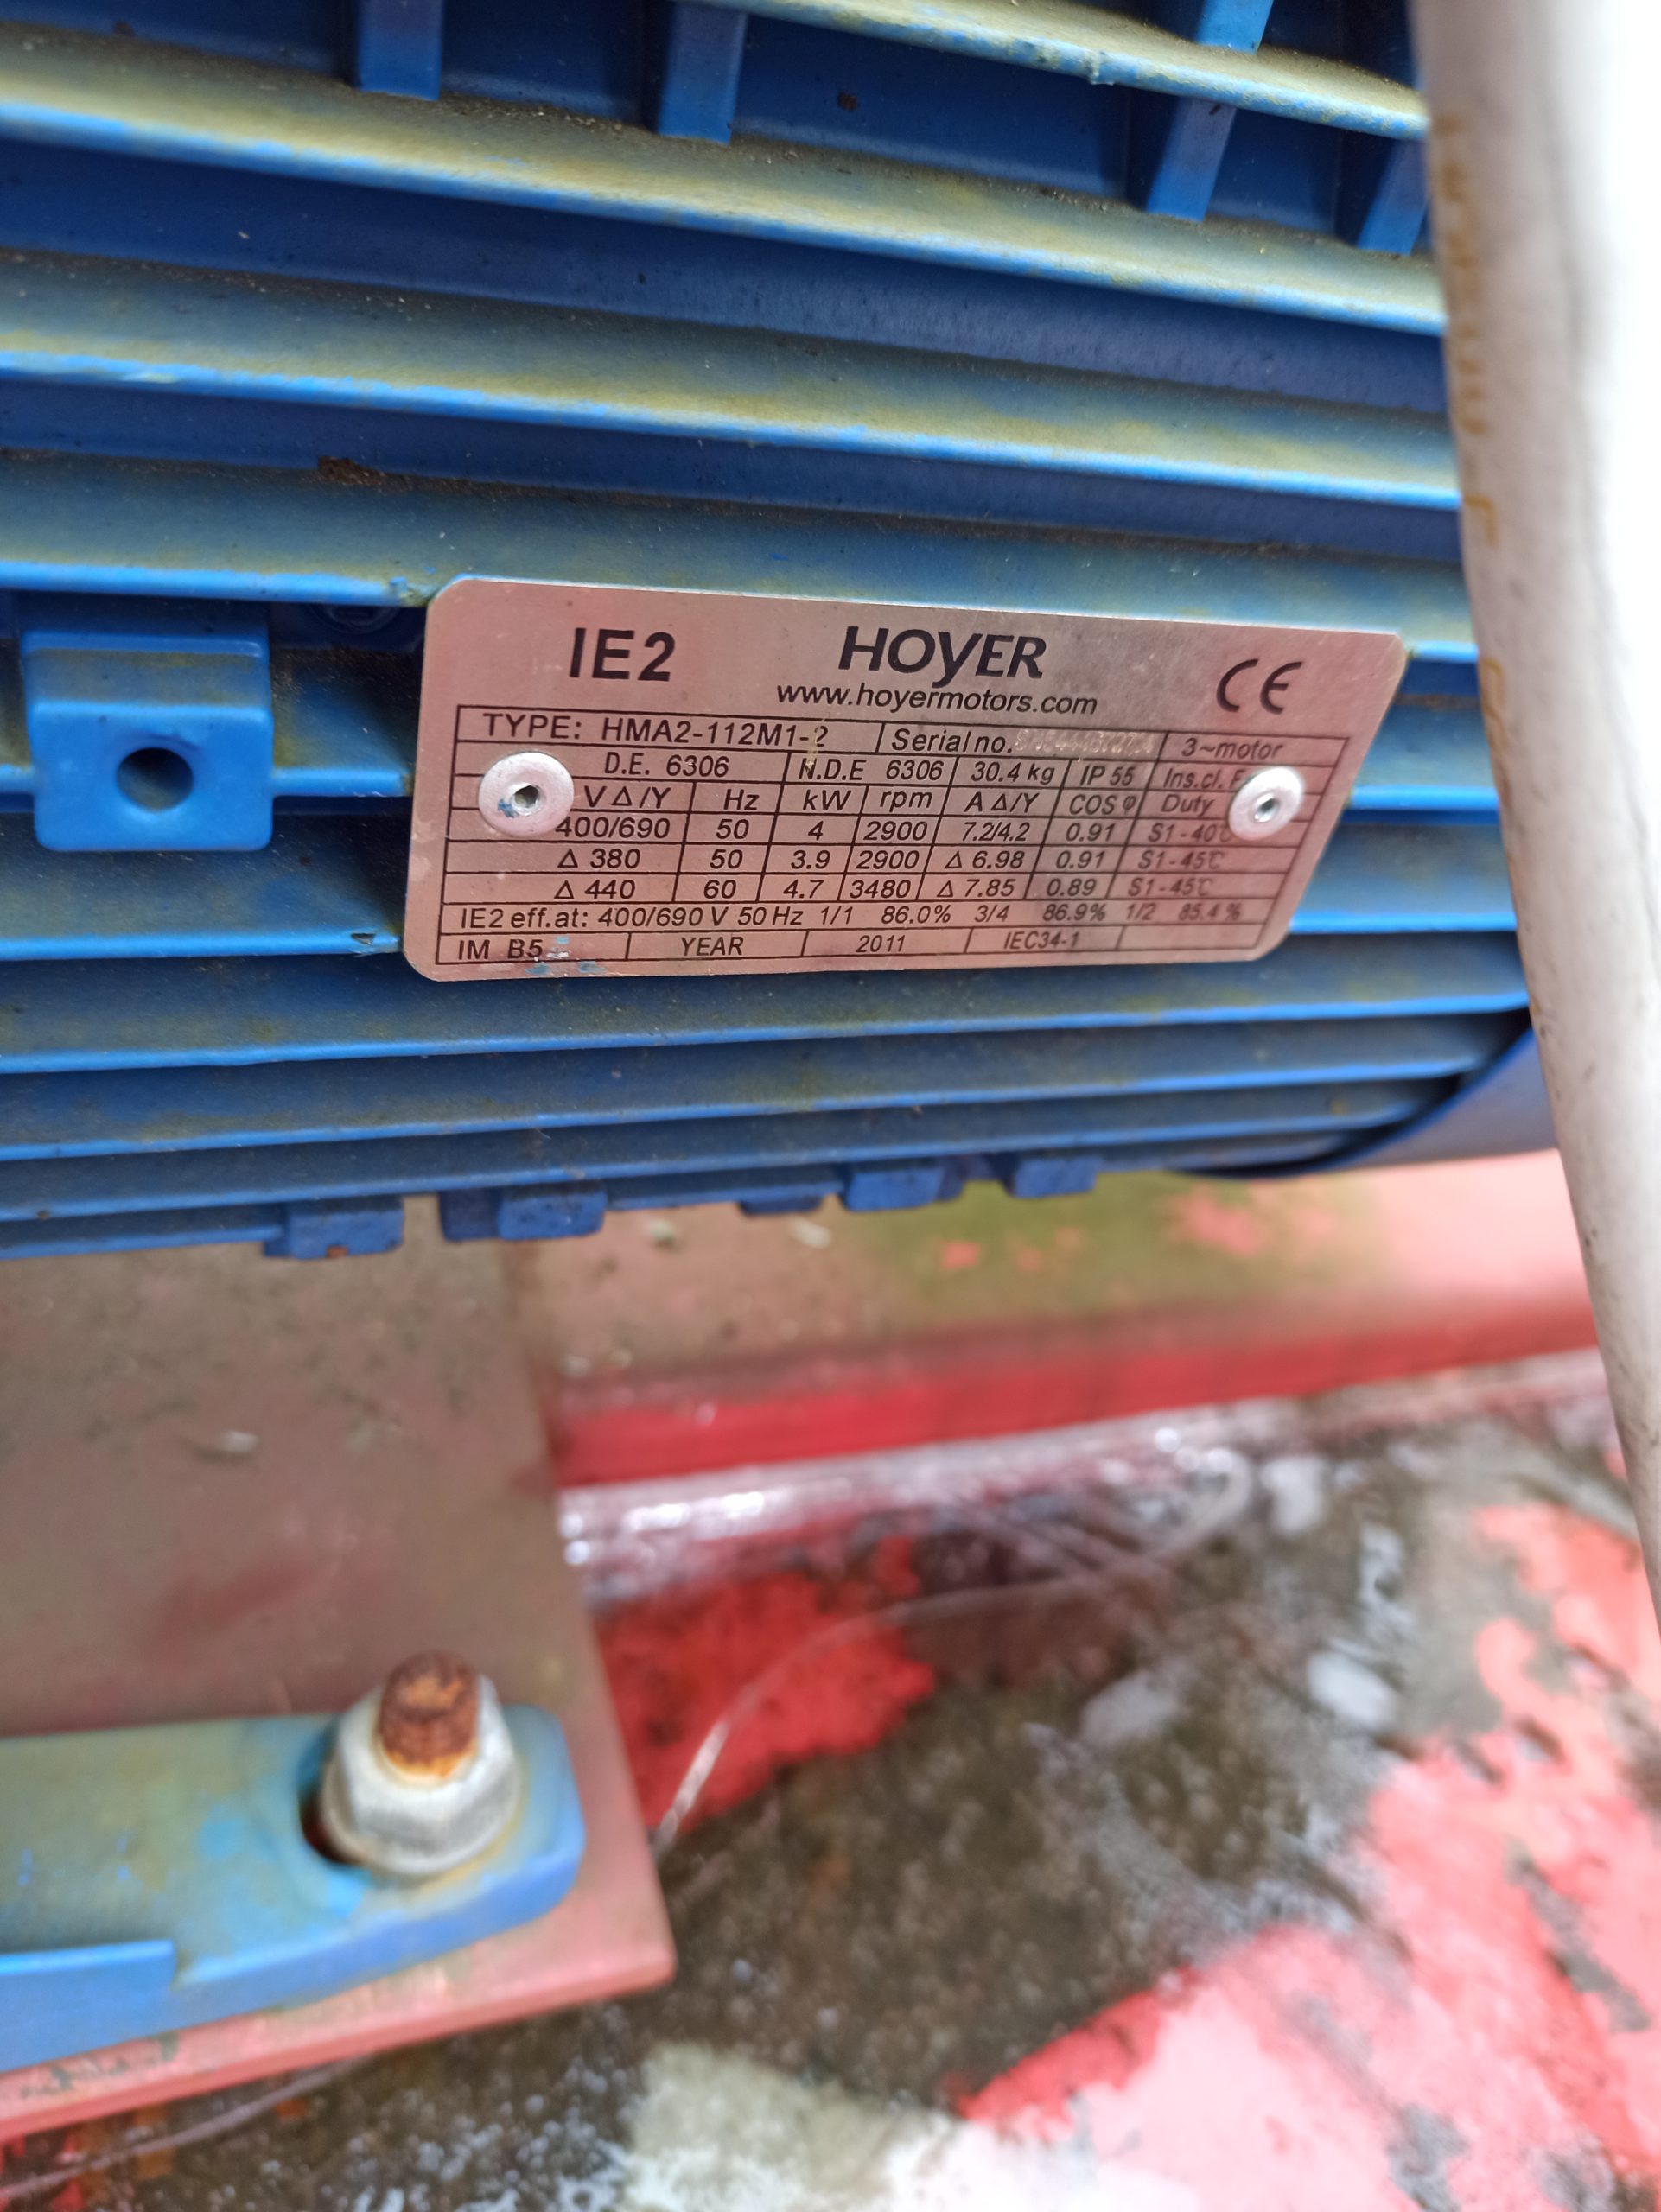 IE2 HOYER CE
www.hoyermotors.com
TYPE: HMA2-112M1-2 Serial no. 3~motor
D.E. 6306 N.D.E 6306 30.4 kg IP 55 Ins.cl. F
V Δ/Y Hz kW rpm A Δ/Y COS φ Duty
400/690 50 4 2900 7.2/4.2 0.91 S1-40℃
Δ 380 50 3.9 2900 Δ 6.98 0.91 S1-45℃
Δ 440 60 4.7 3480 Δ 7.85 0.89 S1-45℃
IE2 eff.at: 400/690 V 50 Hz 1/1 86.0% 3/4 86.9% 1/2 85.4%
IM B5 YEAR 2011 IEC34-1